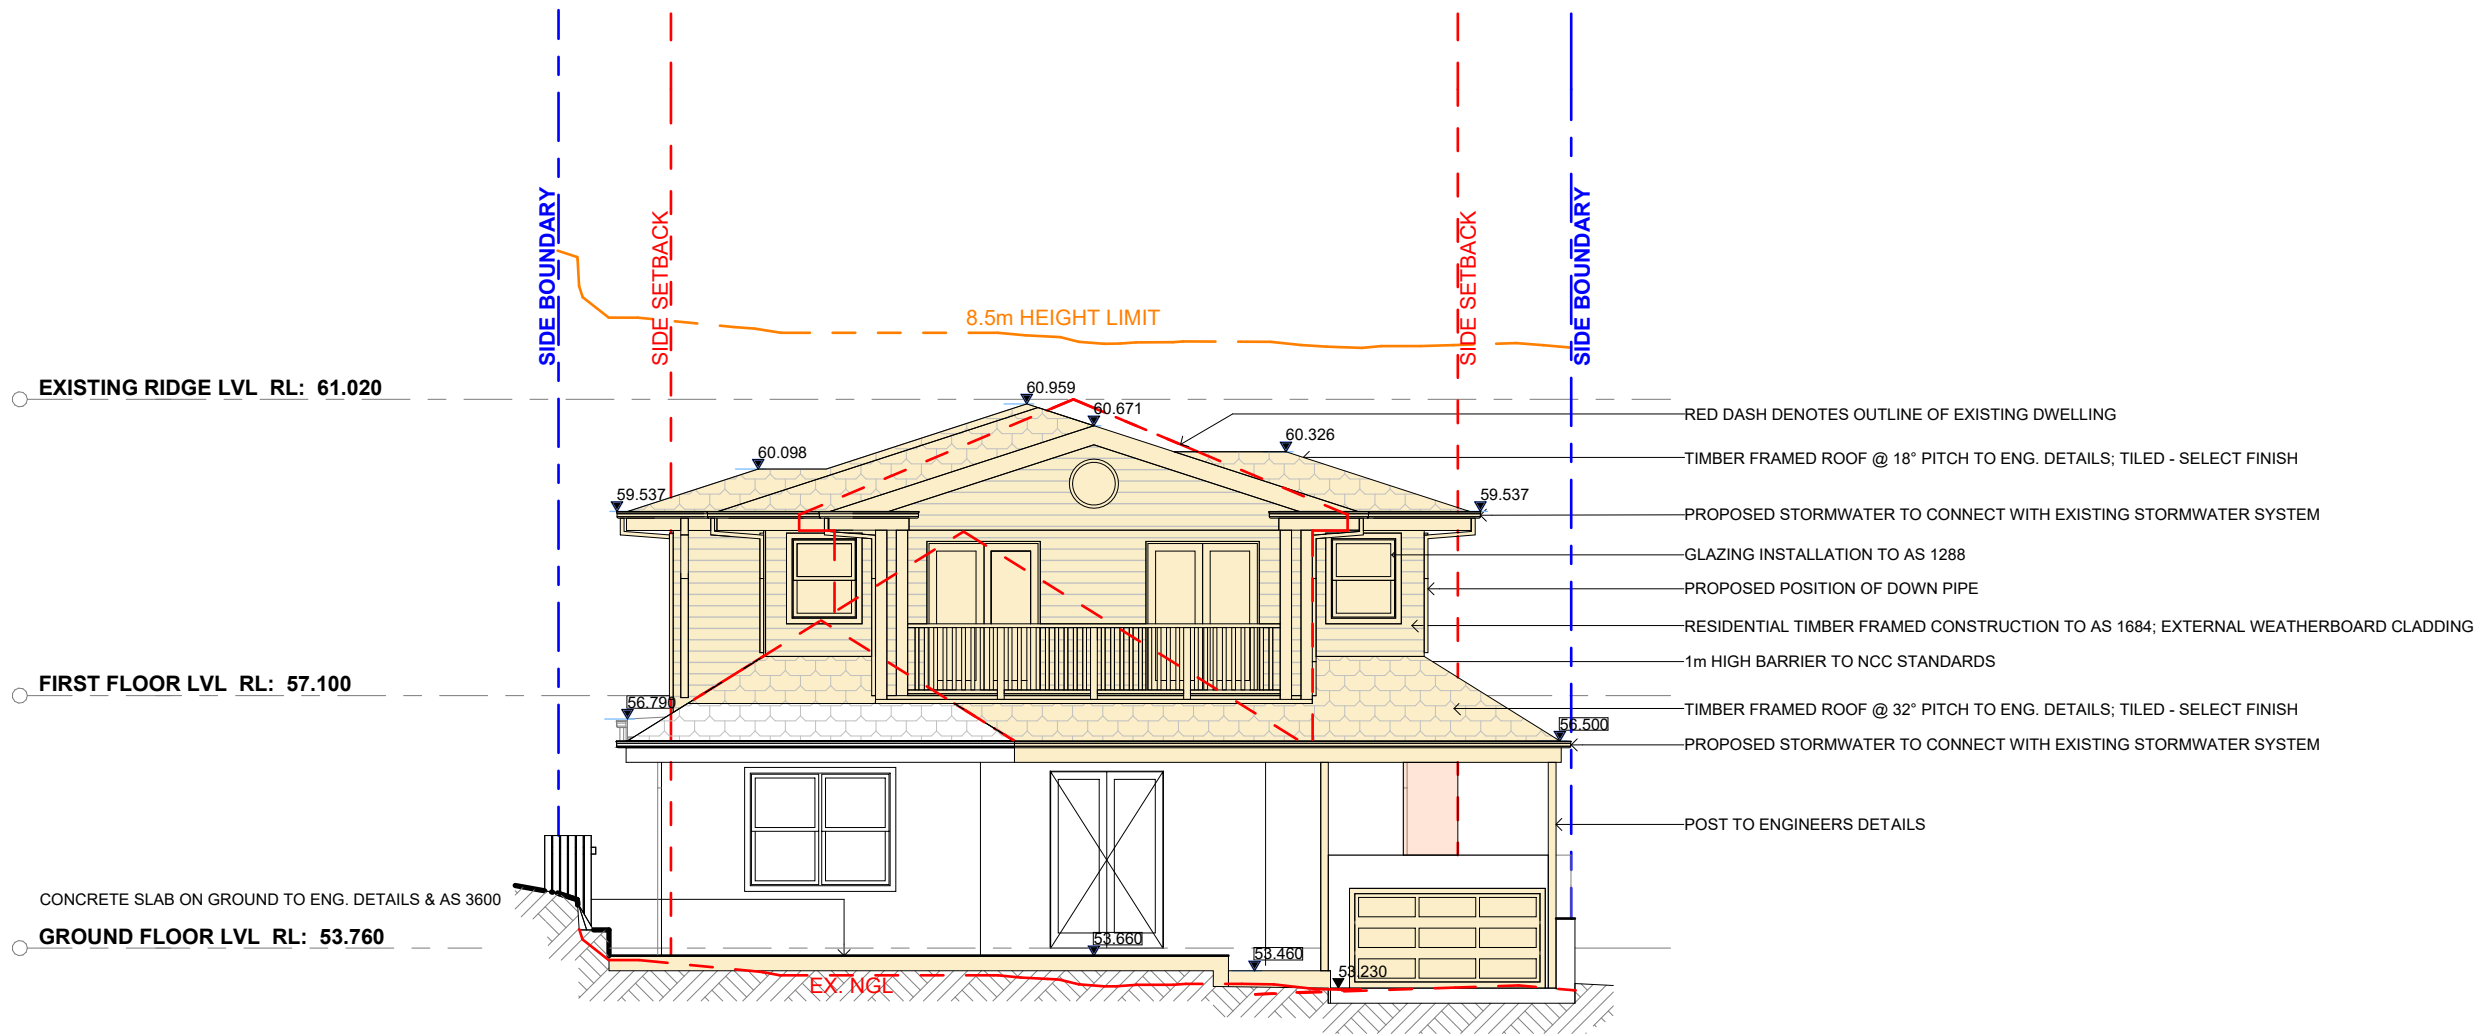 SIDE BOUNDARY
SIDE SETBACK
SIDE SETBACK
SIDE BOUNDARY
8.5m HEIGHT LIMIT
EXISTING RIDGE LVL RL: 61.020
60.959
60.671
60.326
60.098
59.537
59.537
RED DASH DENOTES OUTLINE OF EXISTING DWELLING
TIMBER FRAMED ROOF @ 18° PITCH TO ENG. DETAILS; TILED - SELECT FINISH
PROPOSED STORMWATER TO CONNECT WITH EXISTING STORMWATER SYSTEM
GLAZING INSTALLATION TO AS 1288
PROPOSED POSITION OF DOWN PIPE
RESIDENTIAL TIMBER FRAMED CONSTRUCTION TO AS 1684; EXTERNAL WEATHERBOARD CLADDING
1m HIGH BARRIER TO NCC STANDARDS
FIRST FLOOR LVL RL: 57.100
56.790
56.500
TIMBER FRAMED ROOF @ 32° PITCH TO ENG. DETAILS; TILED - SELECT FINISH
PROPOSED STORMWATER TO CONNECT WITH EXISTING STORMWATER SYSTEM
POST TO ENGINEERS DETAILS
CONCRETE SLAB ON GROUND TO ENG. DETAILS & AS 3600
GROUND FLOOR LVL RL: 53.760
53.660
53.460
53.230
EX. NGL